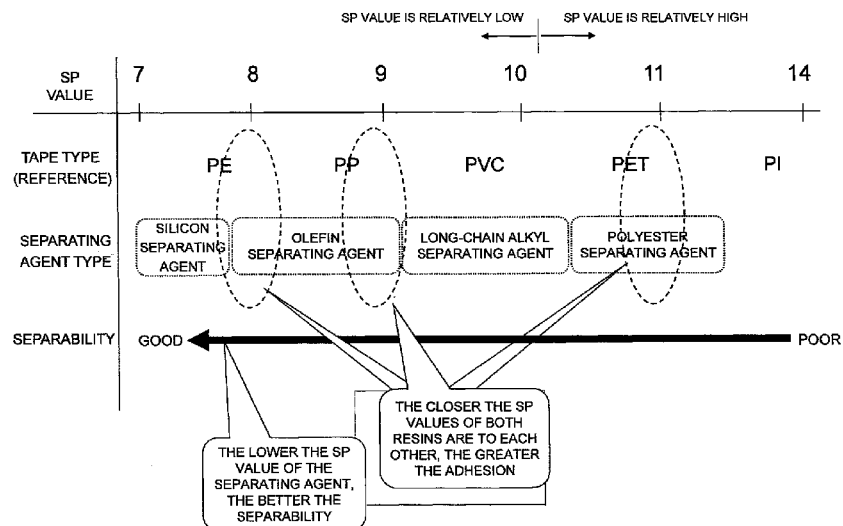 SP VALUE IS RELATIVELY LOW
SP VALUE IS RELATIVELY HIGH
SP
VALUE
7 8 9 10 11 14
TAPE TYPE
(REFERENCE)
PE PP PVC PET PI
SEPARATING
AGENT TYPE
SILICON
SEPARATING
AGENT
OLEFIN
SEPARATING AGENT
LONG-CHAIN ALKYL
SEPARATING AGENT
POLYESTER
SEPARATING AGENT
SEPARABILITY
GOOD
POOR
THE CLOSER THE SP
VALUES OF BOTH
RESINS ARE TO EACH
OTHER, THE GREATER
THE ADHESION
THE LOWER THE SP
VALUE OF THE
SEPARATING AGENT,
THE BETTER THE
SEPARABILITY